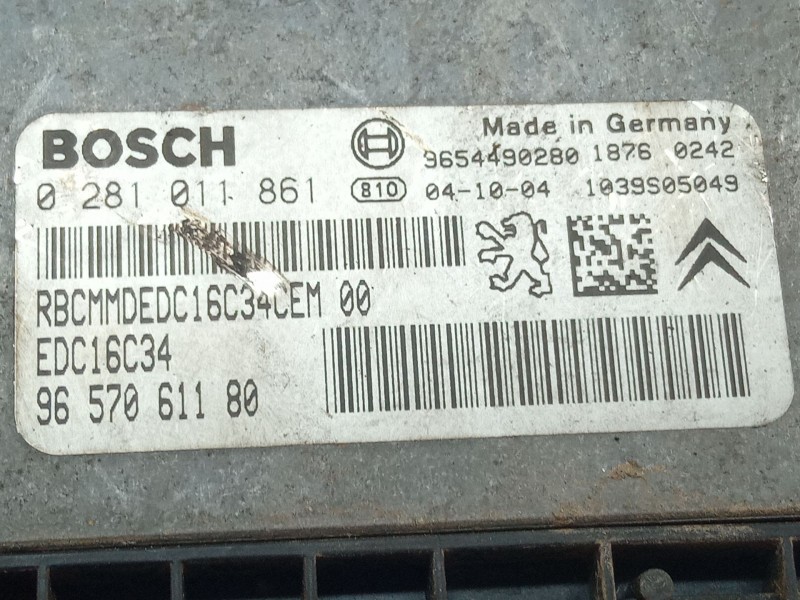 BOSCH
Made in Germany
9654490280 1876 0242
0 281 011 861 810 04-10-04 1039S05049
RBCMMDEDC16C34CEM 00
EDC16C34
96 570 611 80